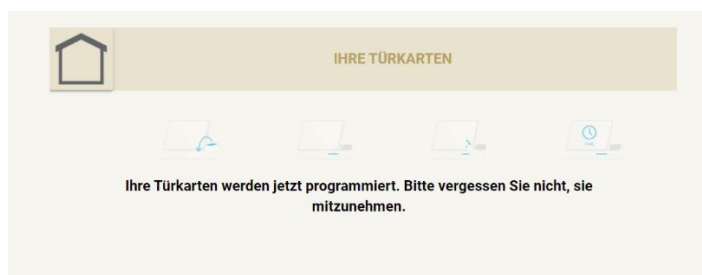 IHRE TÜRKARTEN
Ihre Türkarten werden jetzt programmiert. Bitte vergessen Sie nicht, sie
mitzunehmen.